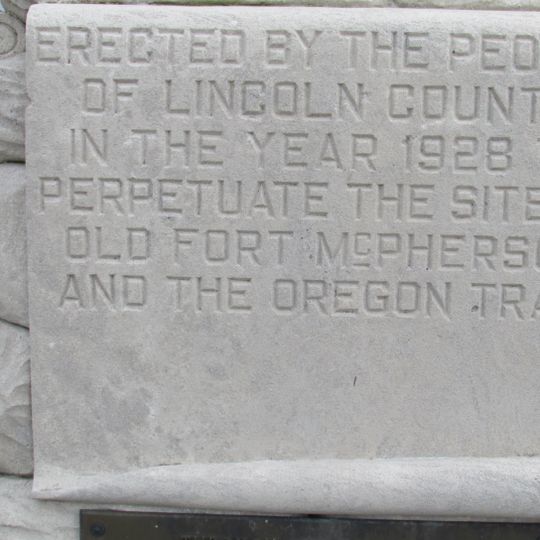 ERECTED BY THE PEO
OF LINCOLN COUNT
IN THE YEAR 1928
PERPETUATE THE SITE
OLD FORT McPHERSO
AND THE OREGON TRA